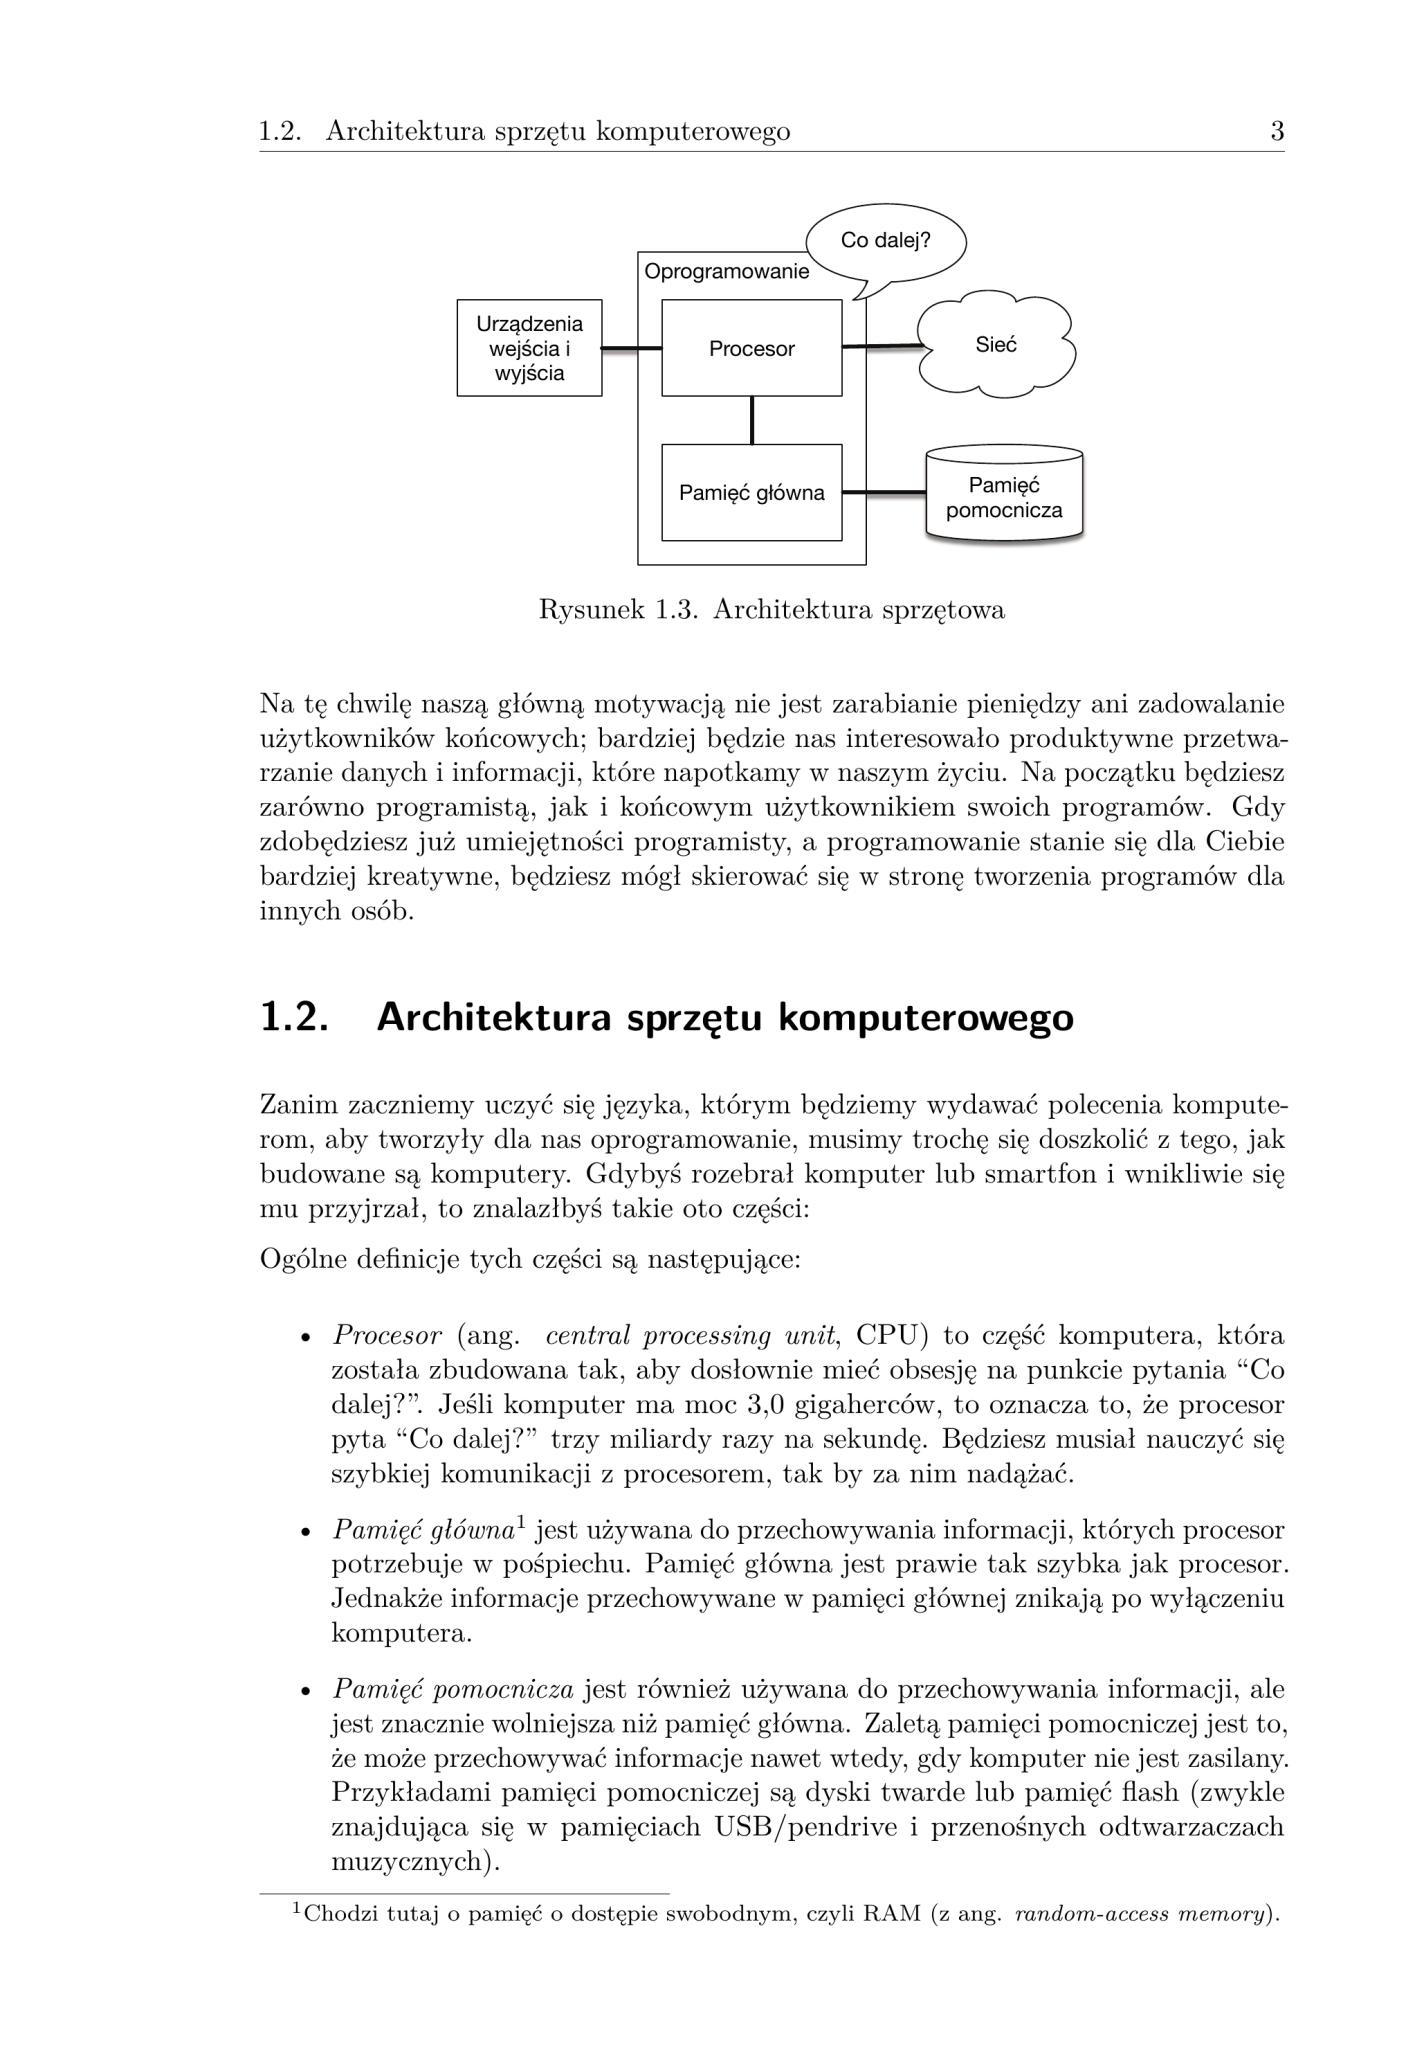 1.2. Architektura sprzętu komputerowego 3
Co dalej?
Oprogramowanie
Urządzenia
wejścia i
wyjścia
Procesor
Sieć
Pamięć główna
Pamięć
pomocnicza
Rysunek 1.3. Architektura sprzętowa
Na tę chwilę naszą główną motywacją nie jest zarabianie pieniędzy ani zadowalanie
użytkowników końcowych; bardziej będzie nas interesowało produktywne przetwa-
rzanie danych i informacji, które napotkamy w naszym życiu. Na początku będziesz
zarówno programistą, jak i końcowym użytkownikiem swoich programów. Gdy
zdobędziesz już umiejętności programisty, a programowanie stanie się dla Ciebie
bardziej kreatywne, będziesz mógł skierować się w stronę tworzenia programów dla
innych osób.
1.2. Architektura sprzętu komputerowego
Zanim zaczniemy uczyć się języka, którym będziemy wydawać polecenia kompute-
rom, aby tworzyły dla nas oprogramowanie, musimy trochę się doszkolić z tego, jak
budowane są komputery. Gdybyś rozebrał komputer lub smartfon i wnikliwie się
mu przyjrzał, to znalazłbyś takie oto części:
Ogólne definicje tych części są następujące:
• Procesor (ang. central processing unit, CPU) to część komputera, która
została zbudowana tak, aby dosłownie mieć obsesję na punkcie pytania “Co
dalej?”. Jeśli komputer ma moc 3,0 gigaherców, to oznacza to, że procesor
pyta “Co dalej?” trzy miliardy razy na sekundę. Będziesz musiał nauczyć się
szybkiej komunikacji z procesorem, tak by za nim nadążać.
• Pamięć główna¹ jest używana do przechowywania informacji, których procesor
potrzebuje w pośpiechu. Pamięć główna jest prawie tak szybka jak procesor.
Jednakże informacje przechowywane w pamięci głównej znikają po wyłączeniu
komputera.
• Pamięć pomocnicza jest również używana do przechowywania informacji, ale
jest znacznie wolniejsza niż pamięć główna. Zaletą pamięci pomocniczej jest to,
że może przechowywać informacje nawet wtedy, gdy komputer nie jest zasilany.
Przykładami pamięci pomocniczej są dyski twarde lub pamięć flash (zwykle
znajdująca się w pamięciach USB/pendrive i przenośnych odtwarzaczach
muzycznych).
¹Chodzi tutaj o pamięć o dostępie swobodnym, czyli RAM (z ang. random-access memory).